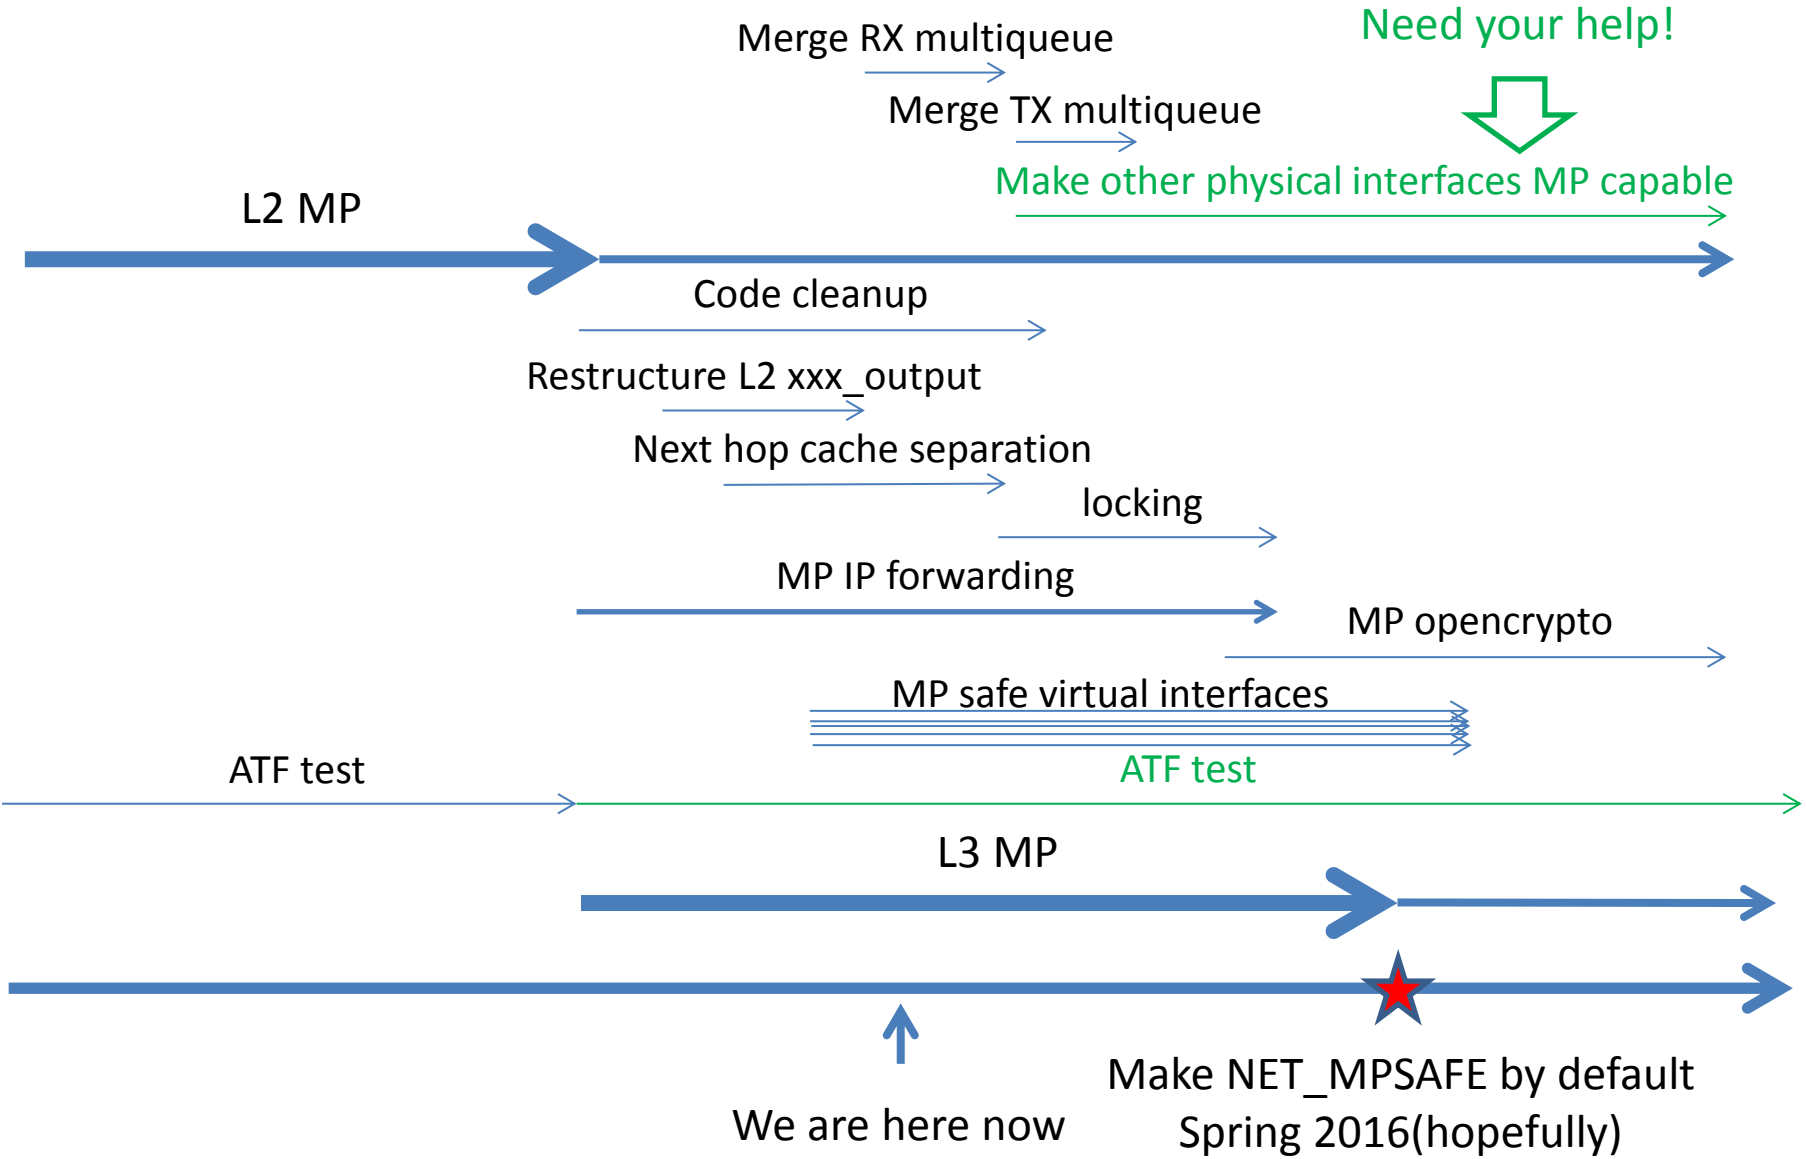 Merge RX multiqueue
Need your help!
Merge TX multiqueue
Make other physical interfaces MP capable
L2 MP
Code cleanup
Restructure L2 xxx_output
Next hop cache separation
locking
MP IP forwarding
MP opencrypto
MP safe virtual interfaces
ATF test
ATF test
L3 MP
We are here now
Make NET_MPSAFE by default
Spring 2016(hopefully)